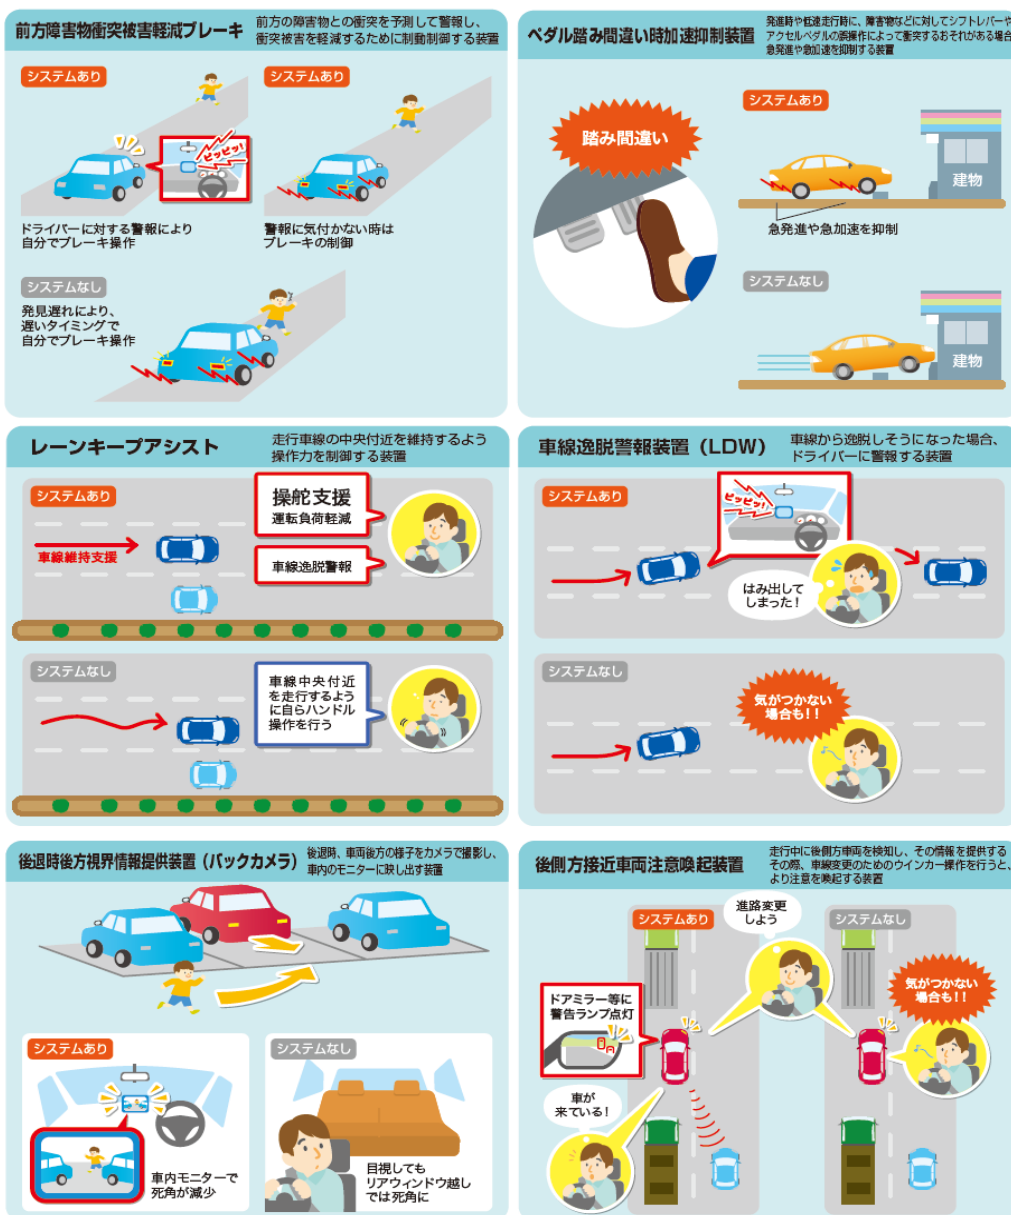 前方障害物衝突被害軽減ブレーキ
前方の障害物との衝突を予測して警報し、
衝突被害を軽減するために制動制御する装置
システムあり
ピッピッ!
ドライバーに対する警報により
自分でブレーキ操作
システムあり
警報に気付かない時は
ブレーキの制御
システムなし
発見遅れにより、
遅いタイミングで
自分でブレーキ操作
ペダル踏み間違い時加速抑制装置
発進時や低速走行時に、障害物などに対してシフトレバーや
アクセルペダルの誤操作によって衝突するおそれがある場合
急発進や急加速を抑制する装置
踏み間違い
システムあり
建物
急発進や急加速を抑制
システムなし
建物
レーンキープアシスト
走行車線の中央付近を維持するよう
操作力を制御する装置
システムあり
車線維持支援
操舵支援
運転負荷軽減
車線逸脱警報
システムなし
車線中央付近
を走行するよう
に自らハンドル
操作を行う
車線逸脱警報装置(LDW)
車線から逸脱しそうになった場合、
ドライバーに警報する装置
システムあり
ピッピッ!
はみ出して
しまった!
システムなし
気がつかない
場合も!!
後退時後方視界情報提供装置(バックカメラ)
後退時、車両後方の様子をカメラで撮影し、
車内のモニターに映し出す装置
システムあり
車内モニターで
死角が減少
システムなし
目視しても
リアウィンドウ越し
では死角に
後側方接近車両注意喚起装置
走行中に後側方車両を検知し、その情報を提供する
その際、車線変更のためのウインカー操作を行うと、
より注意を喚起する装置
システムあり
進路変更
しよう
システムなし
ドアミラー等に
警告ランプ点灯
気がつかない
場合も!!
車が
来ている!